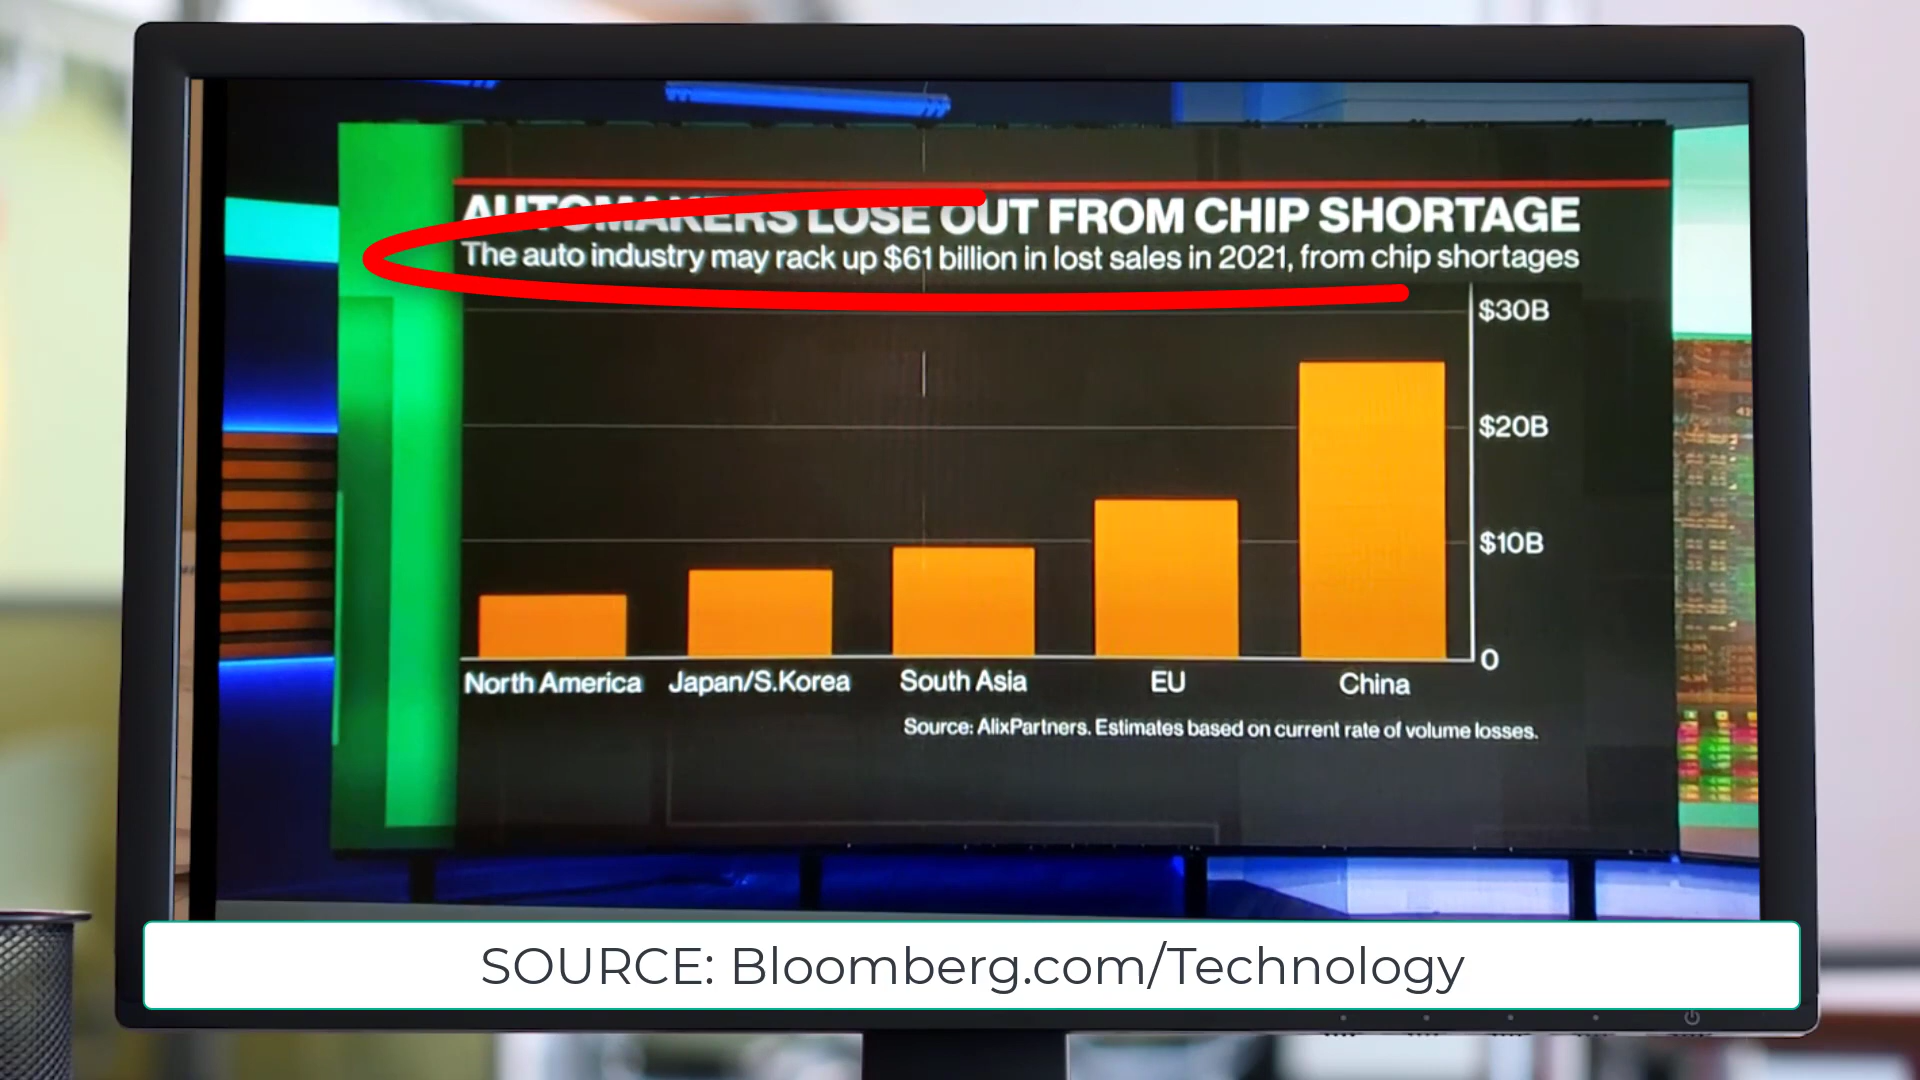 AUTOMAKERS LOSE OUT FROM CHIP SHORTAGE
The auto industry may rack up $61 billion in lost sales in 2021, from chip shortages
$30B
$20B
$10B
0
North America Japan/S.Korea South Asia EU China
Source: AlixPartners. Estimates based on current rate of volume losses.
SOURCE: Bloomberg.com/Technology